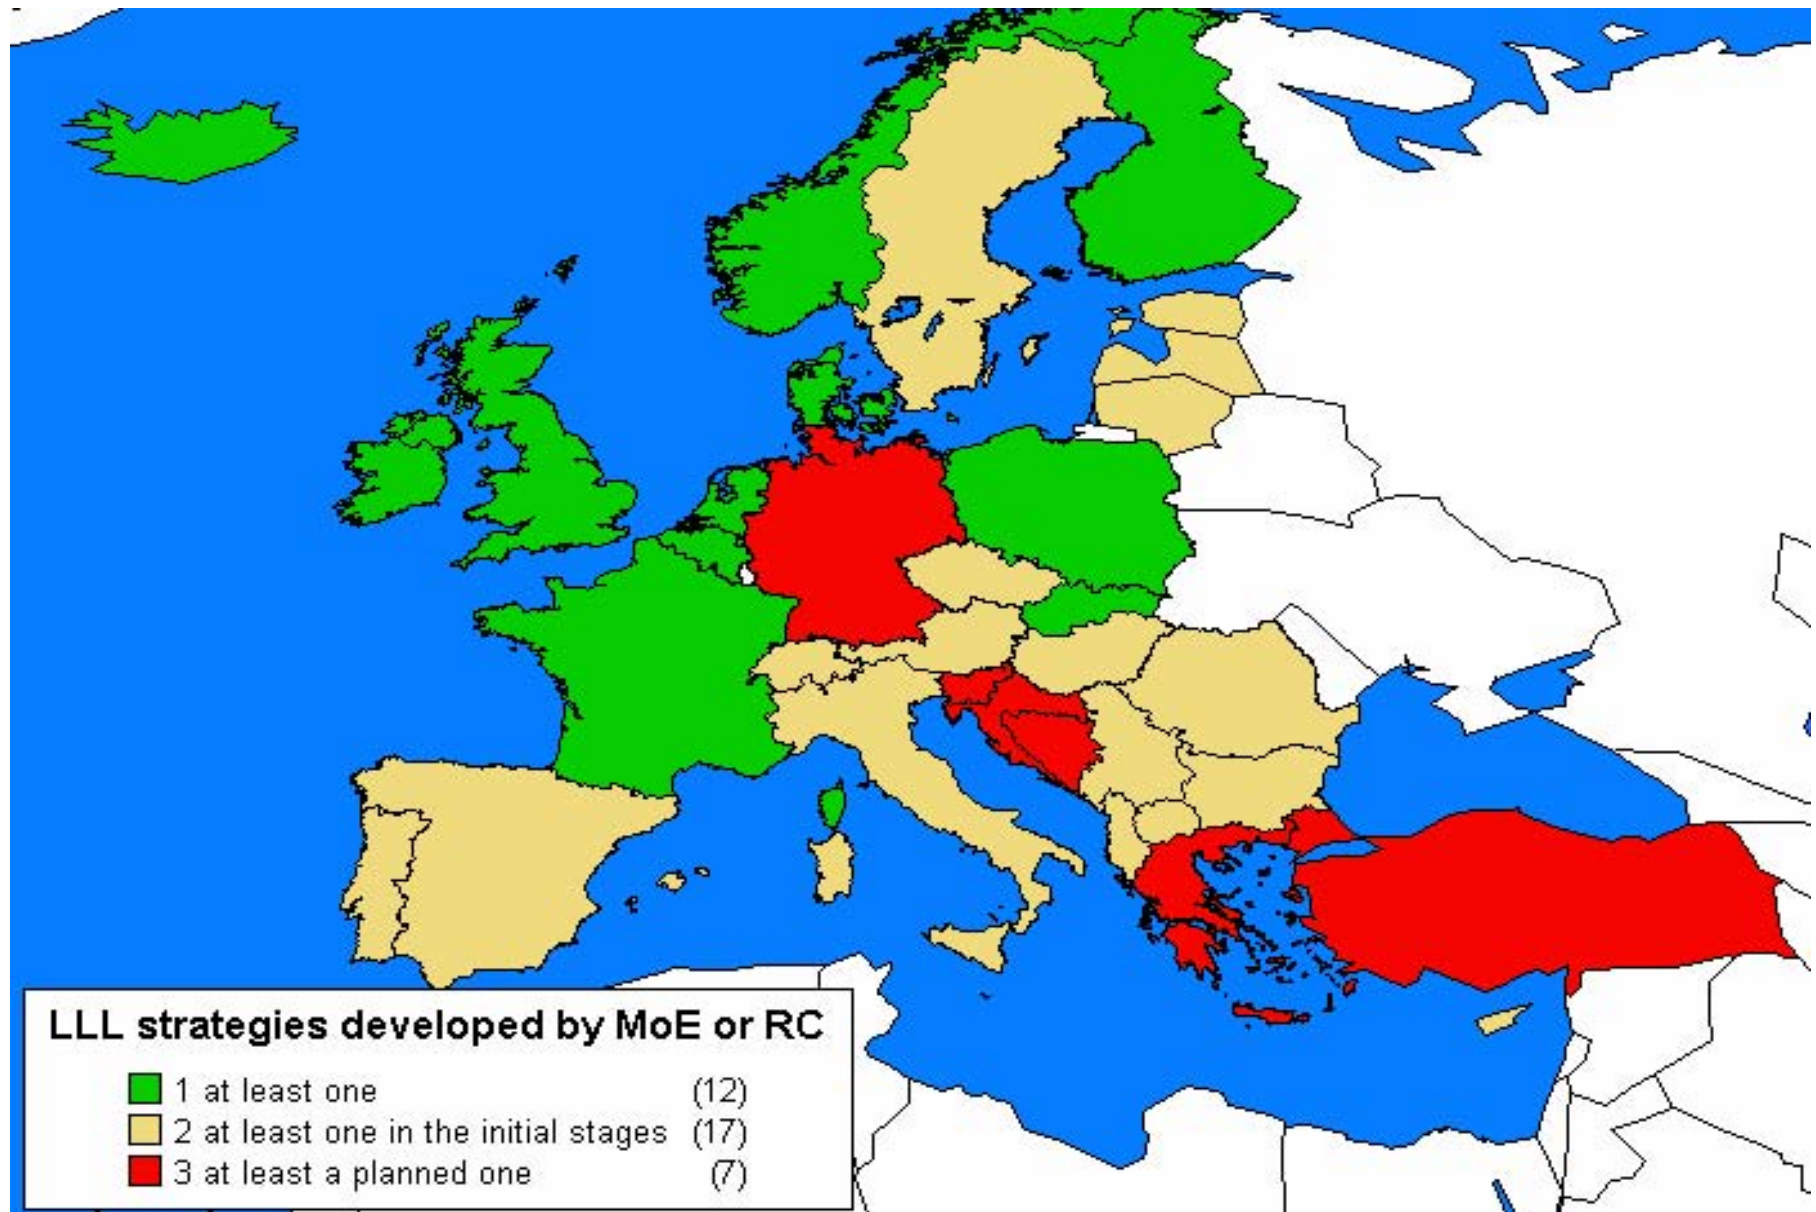 LLL strategies developed by MoE or RC
1 at least one (12)
2 at least one in the initial stages (17)
3 at least a planned one (7)